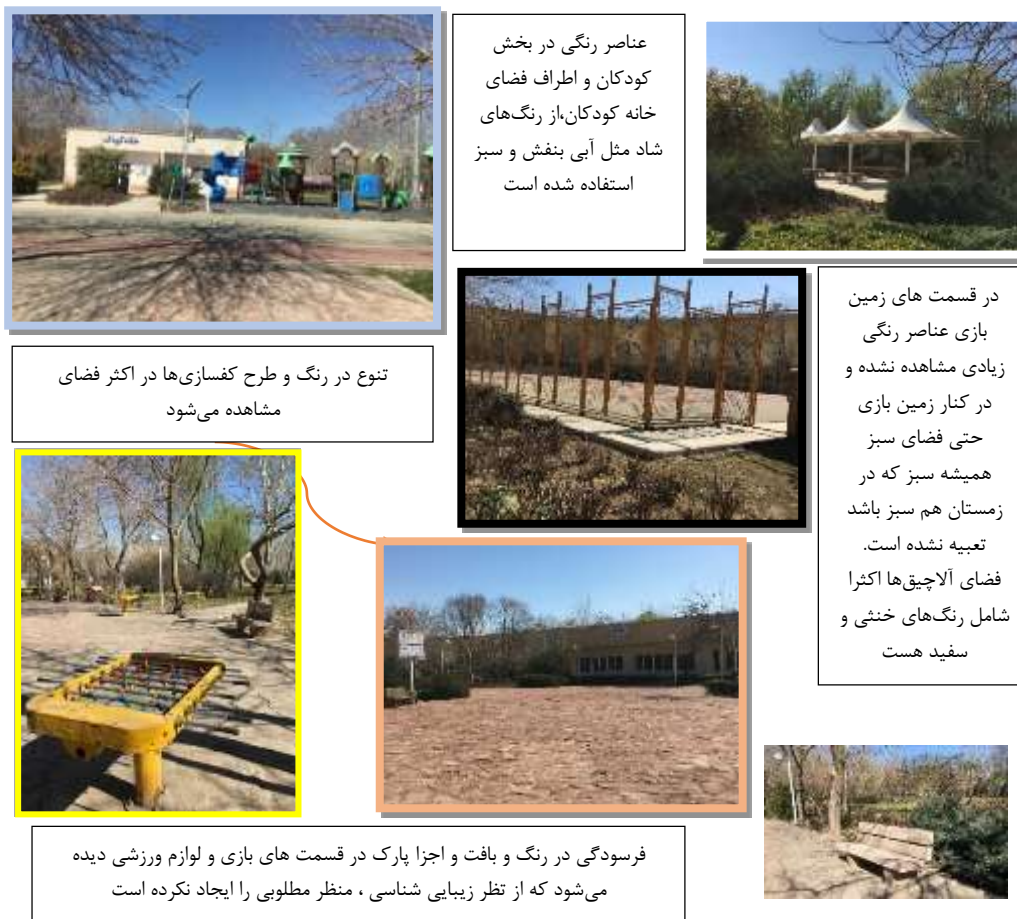 عناصر رنگی در بخش
کودکان و اطراف فضای
خانه کودکان،از رنگ‌های
شاد مثل آبی بنفش و سبز
استفاده شده است
در قسمت های زمین
بازی عناصر رنگی
زیادی مشاهده نشده و
در کنار زمین بازی
حتی فضای سبز
همیشه سبز که در
زمستان هم سبز باشد
تعبیه نشده است.
فضای آلاچیق‌ها اکثرا
شامل رنگ‌های خنثی و
سفید هست
تنوع در رنگ و طرح کفسازی‌ها در اکثر فضای
مشاهده می‌شود
فرسودگی در رنگ و بافت و اجزا پارک در قسمت های بازی و لوازم ورزشی دیده
می‌شود که از تظر زیبایی شناسی ، منظر مطلوبی را ایجاد نکرده است